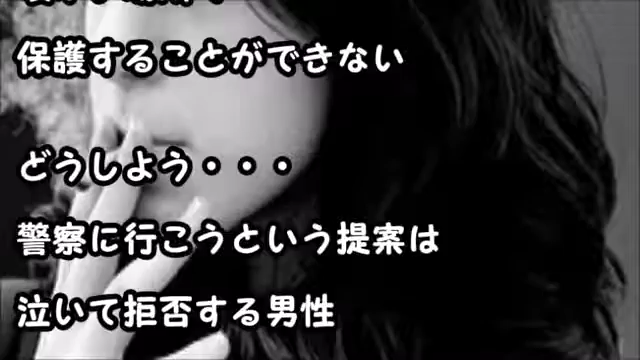 保護することができない
どうしよう・・・
警察に行こうという提案は
泣いて拒否する男性